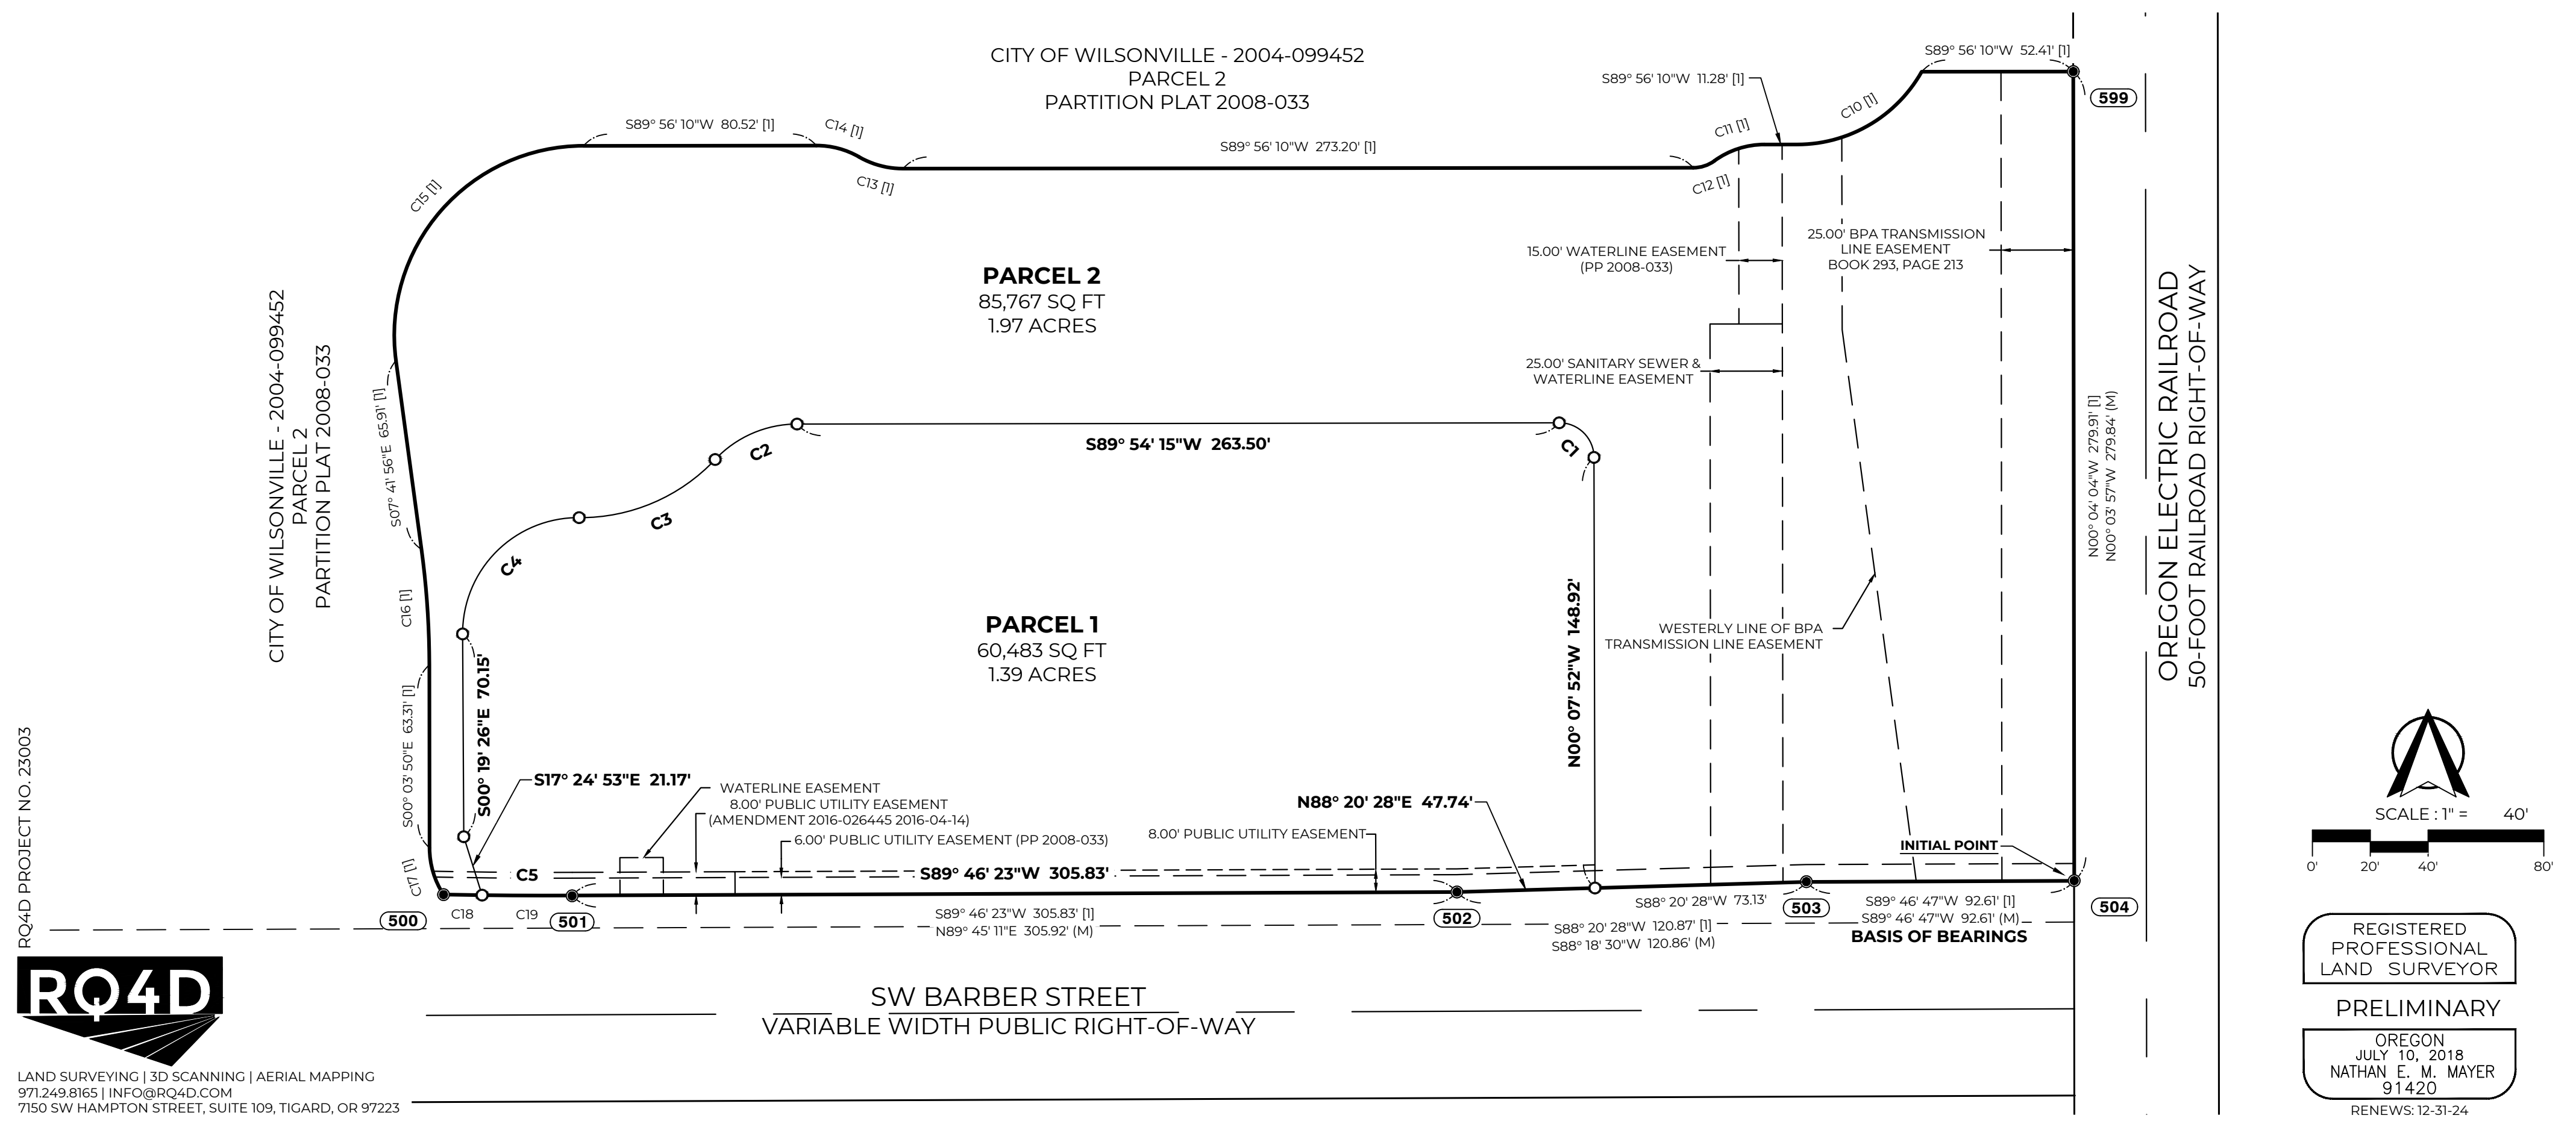 CITY OF WILSONVILLE - 2004-099452
PARCEL 2
PARTITION PLAT 2008-033
S89° 56' 10"W 52.41' [1]
S89° 56' 10"W 11.28' [1]
C10 [1]
599
S89° 56' 10"W 80.52' [1]
C14 [1]
C11 [1]
S89° 56' 10"W 273.20' [1]
C13 [1]
C12 [1]
C15 [1]
15.00' WATERLINE EASEMENT
(PP 2008-033)
25.00' BPA TRANSMISSION
LINE EASEMENT
BOOK 293, PAGE 213
PARCEL 2
85,767 SQ FT
1.97 ACRES
25.00' SANITARY SEWER &
WATERLINE EASEMENT
CITY OF WILSONVILLE - 2004-099452
PARCEL 2
PARTITION PLAT 2008-033
S07° 41' 56"E 65.91' [1]
C2
S89° 54' 15"W 263.50'
C1
C3
C4
N00° 04' 04"W 279.91' [1]
N00° 03' 57"W 279.84' (M)
OREGON ELECTRIC RAILROAD
50-FOOT RAILROAD RIGHT-OF-WAY
C16 [1]
PARCEL 1
60,483 SQ FT
1.39 ACRES
N00° 07' 52"W 148.92'
WESTERLY LINE OF BPA
TRANSMISSION LINE EASEMENT
S00° 03' 50"E 63.31' [1]
S00° 19' 26"E 70.15'
S17° 24' 53"E 21.17'
WATERLINE EASEMENT
8.00' PUBLIC UTILITY EASEMENT
(AMENDMENT 2016-026445 2016-04-14)
6.00' PUBLIC UTILITY EASEMENT (PP 2008-033)
N88° 20' 28"E 47.74'
8.00' PUBLIC UTILITY EASEMENT
INITIAL POINT
C17 [1]
C5
S89° 46' 23"W 305.83'
500
C18
C19
501
S89° 46' 23"W 305.83' [1]
N89° 45' 11"E 305.92' (M)
502
S88° 20' 28"W 73.13'
S88° 20' 28"W 120.87' [1]
S88° 18' 30"W 120.86' (M)
503
S89° 46' 47"W 92.61' [1]
S89° 46' 47"W 92.61' (M)
BASIS OF BEARINGS
504
SW BARBER STREET
VARIABLE WIDTH PUBLIC RIGHT-OF-WAY
RQ4D PROJECT NO. 23003
RQ4D
LAND SURVEYING | 3D SCANNING | AERIAL MAPPING
971.249.8165 | INFO@RQ4D.COM
7150 SW HAMPTON STREET, SUITE 109, TIGARD, OR 97223
SCALE : 1" = 40'
0' 20' 40' 80'
REGISTERED
PROFESSIONAL
LAND SURVEYOR
PRELIMINARY
OREGON
JULY 10, 2018
NATHAN E. M. MAYER
91420
RENEWS: 12-31-24